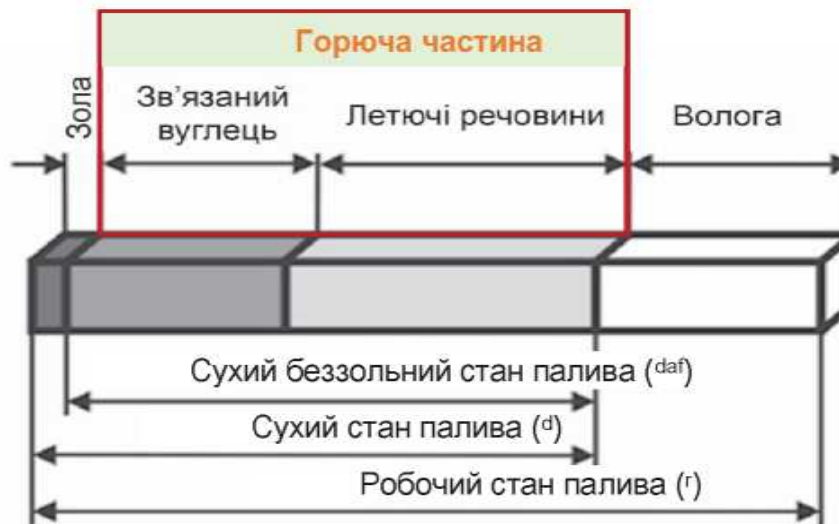 Горюча частина
Зола
Зв'язаний
вуглець
Летючі речовини
Волога
Сухий беззольний стан палива (daf)
Сухий стан палива (d)
Робочий стан палива (r)